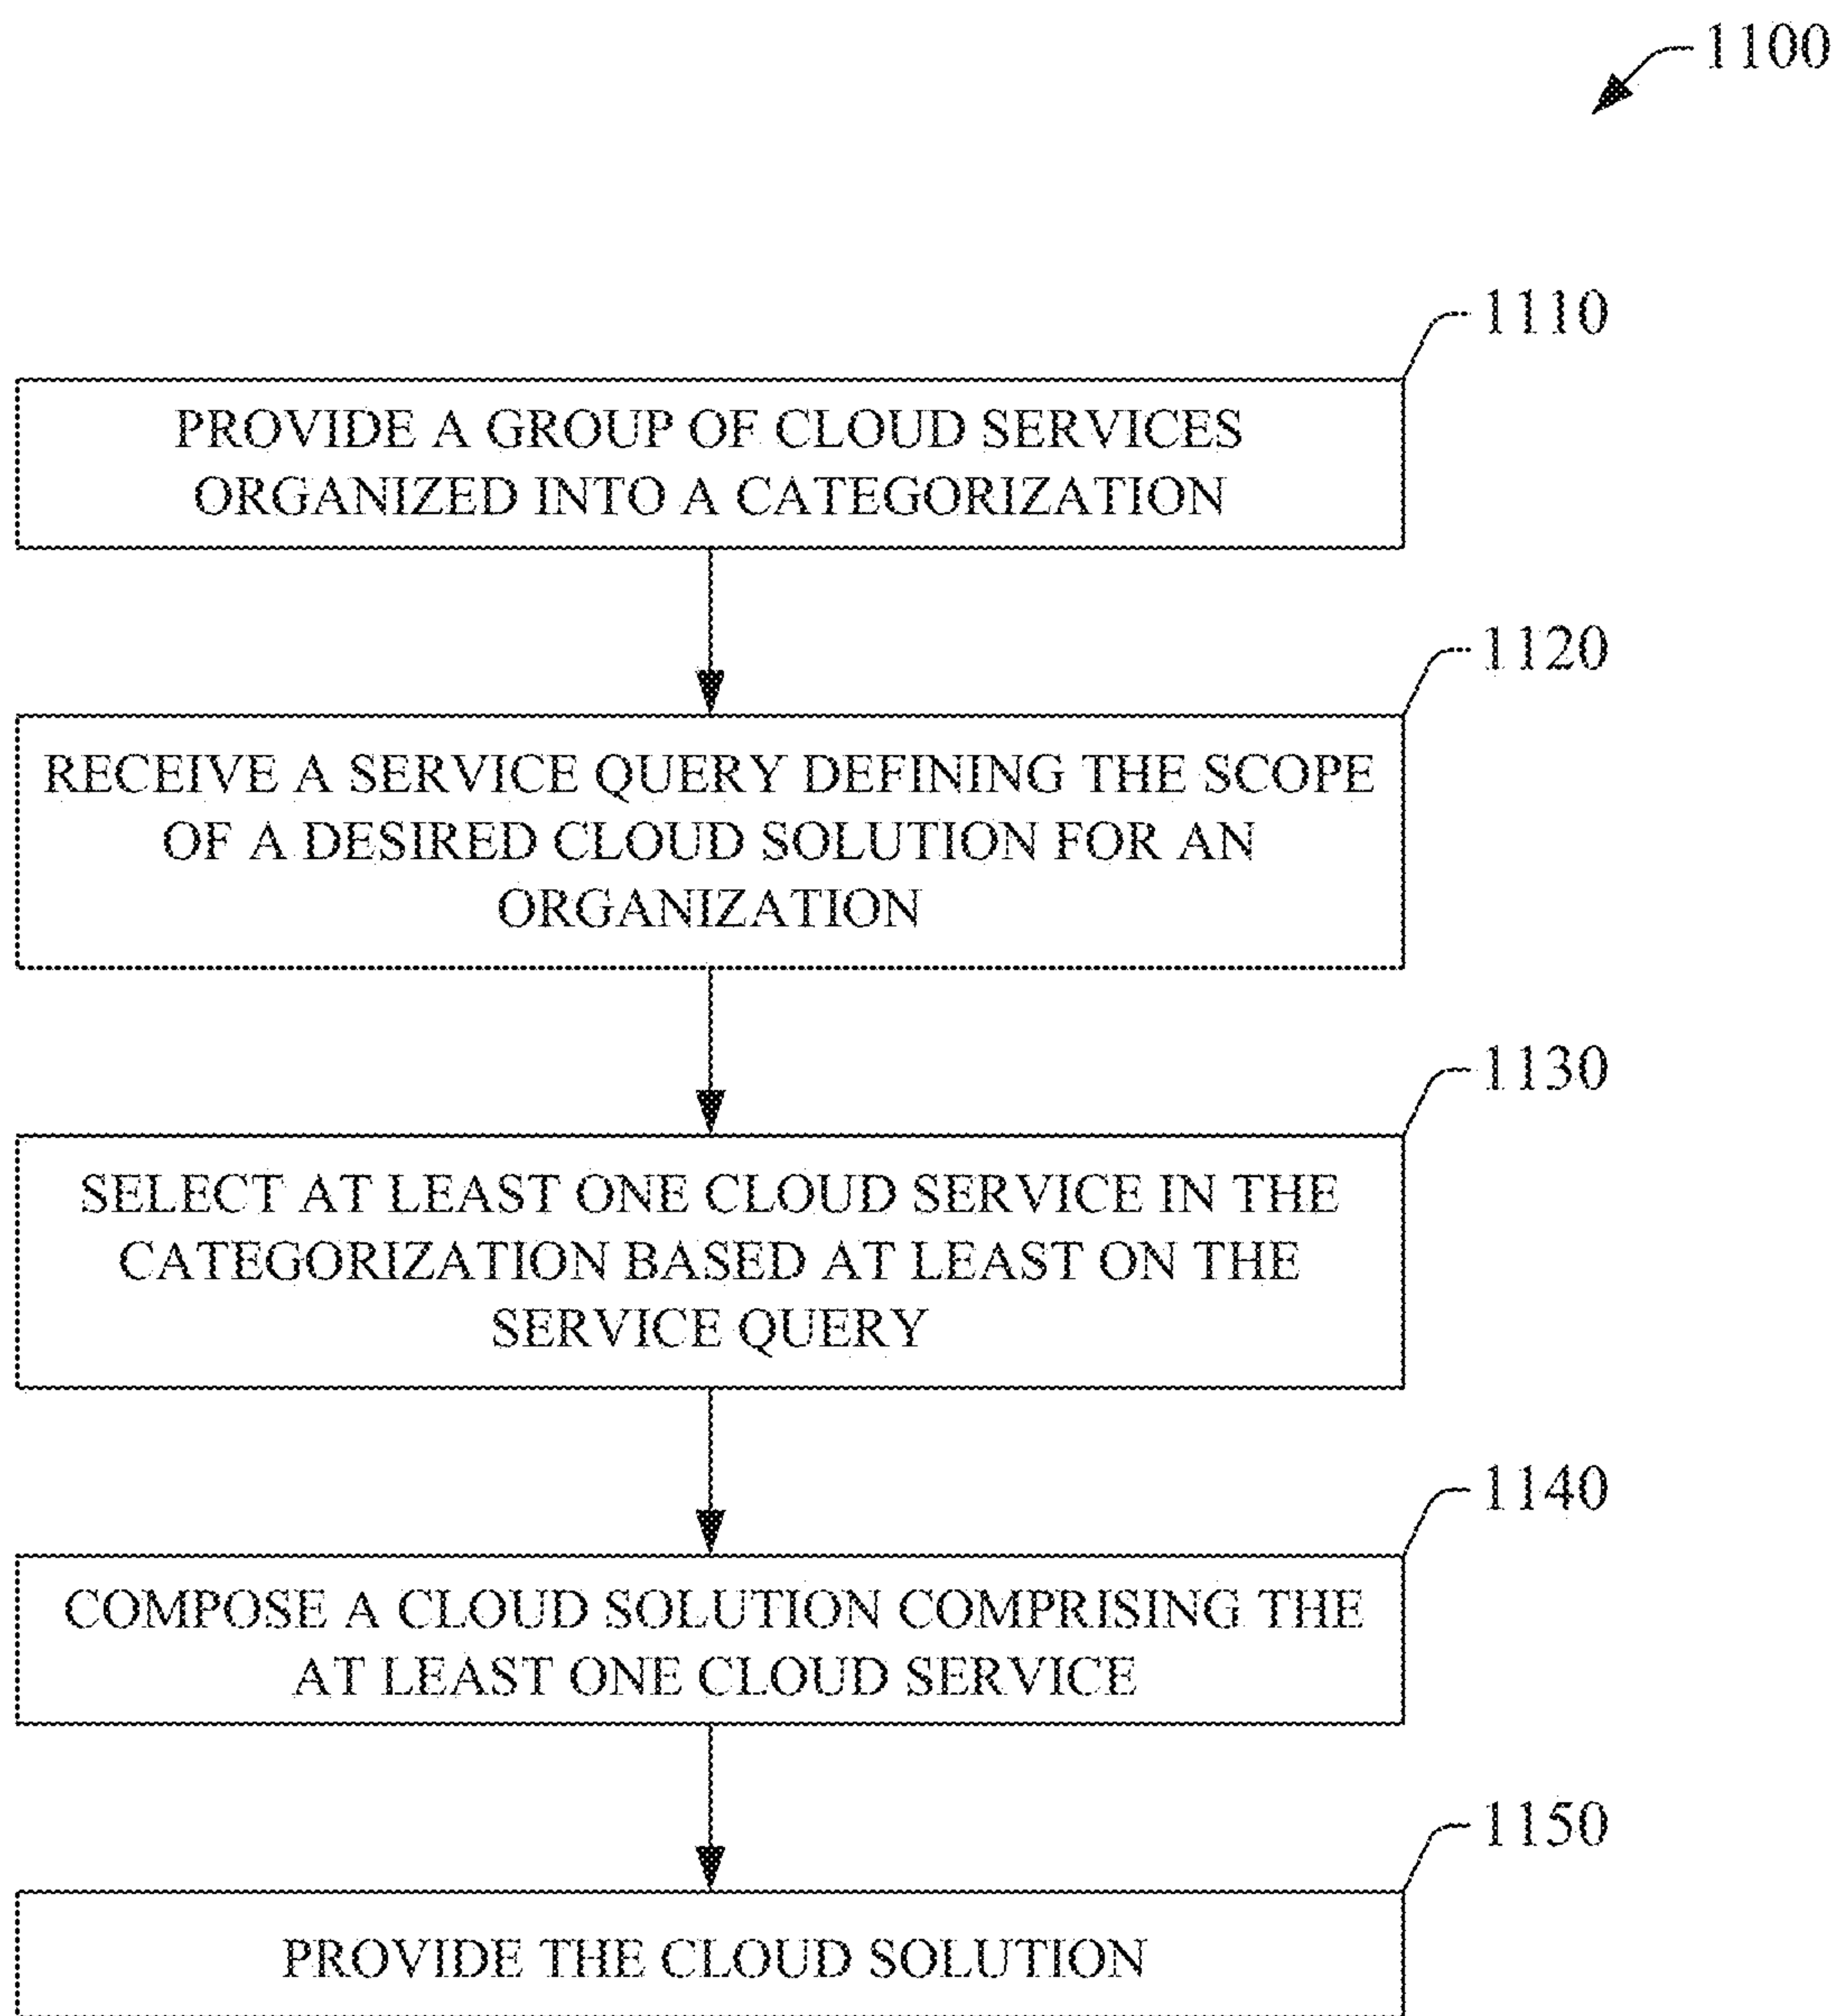 1100
1110
PROVIDE A GROUP OF CLOUD SERVICES
ORGANIZED INTO A CATEGORIZATION
1120
RECEIVE A SERVICE QUERY DEFINING THE SCOPE
OF A DESIRED CLOUD SOLUTION FOR AN
ORGANIZATION
1130
SELECT AT LEAST ONE CLOUD SERVICE IN THE
CATEGORIZATION BASED AT LEAST ON THE
SERVICE QUERY
1140
COMPOSE A CLOUD SOLUTION COMPRISING THE
AT LEAST ONE CLOUD SERVICE
1150
PROVIDE THE CLOUD SOLUTION